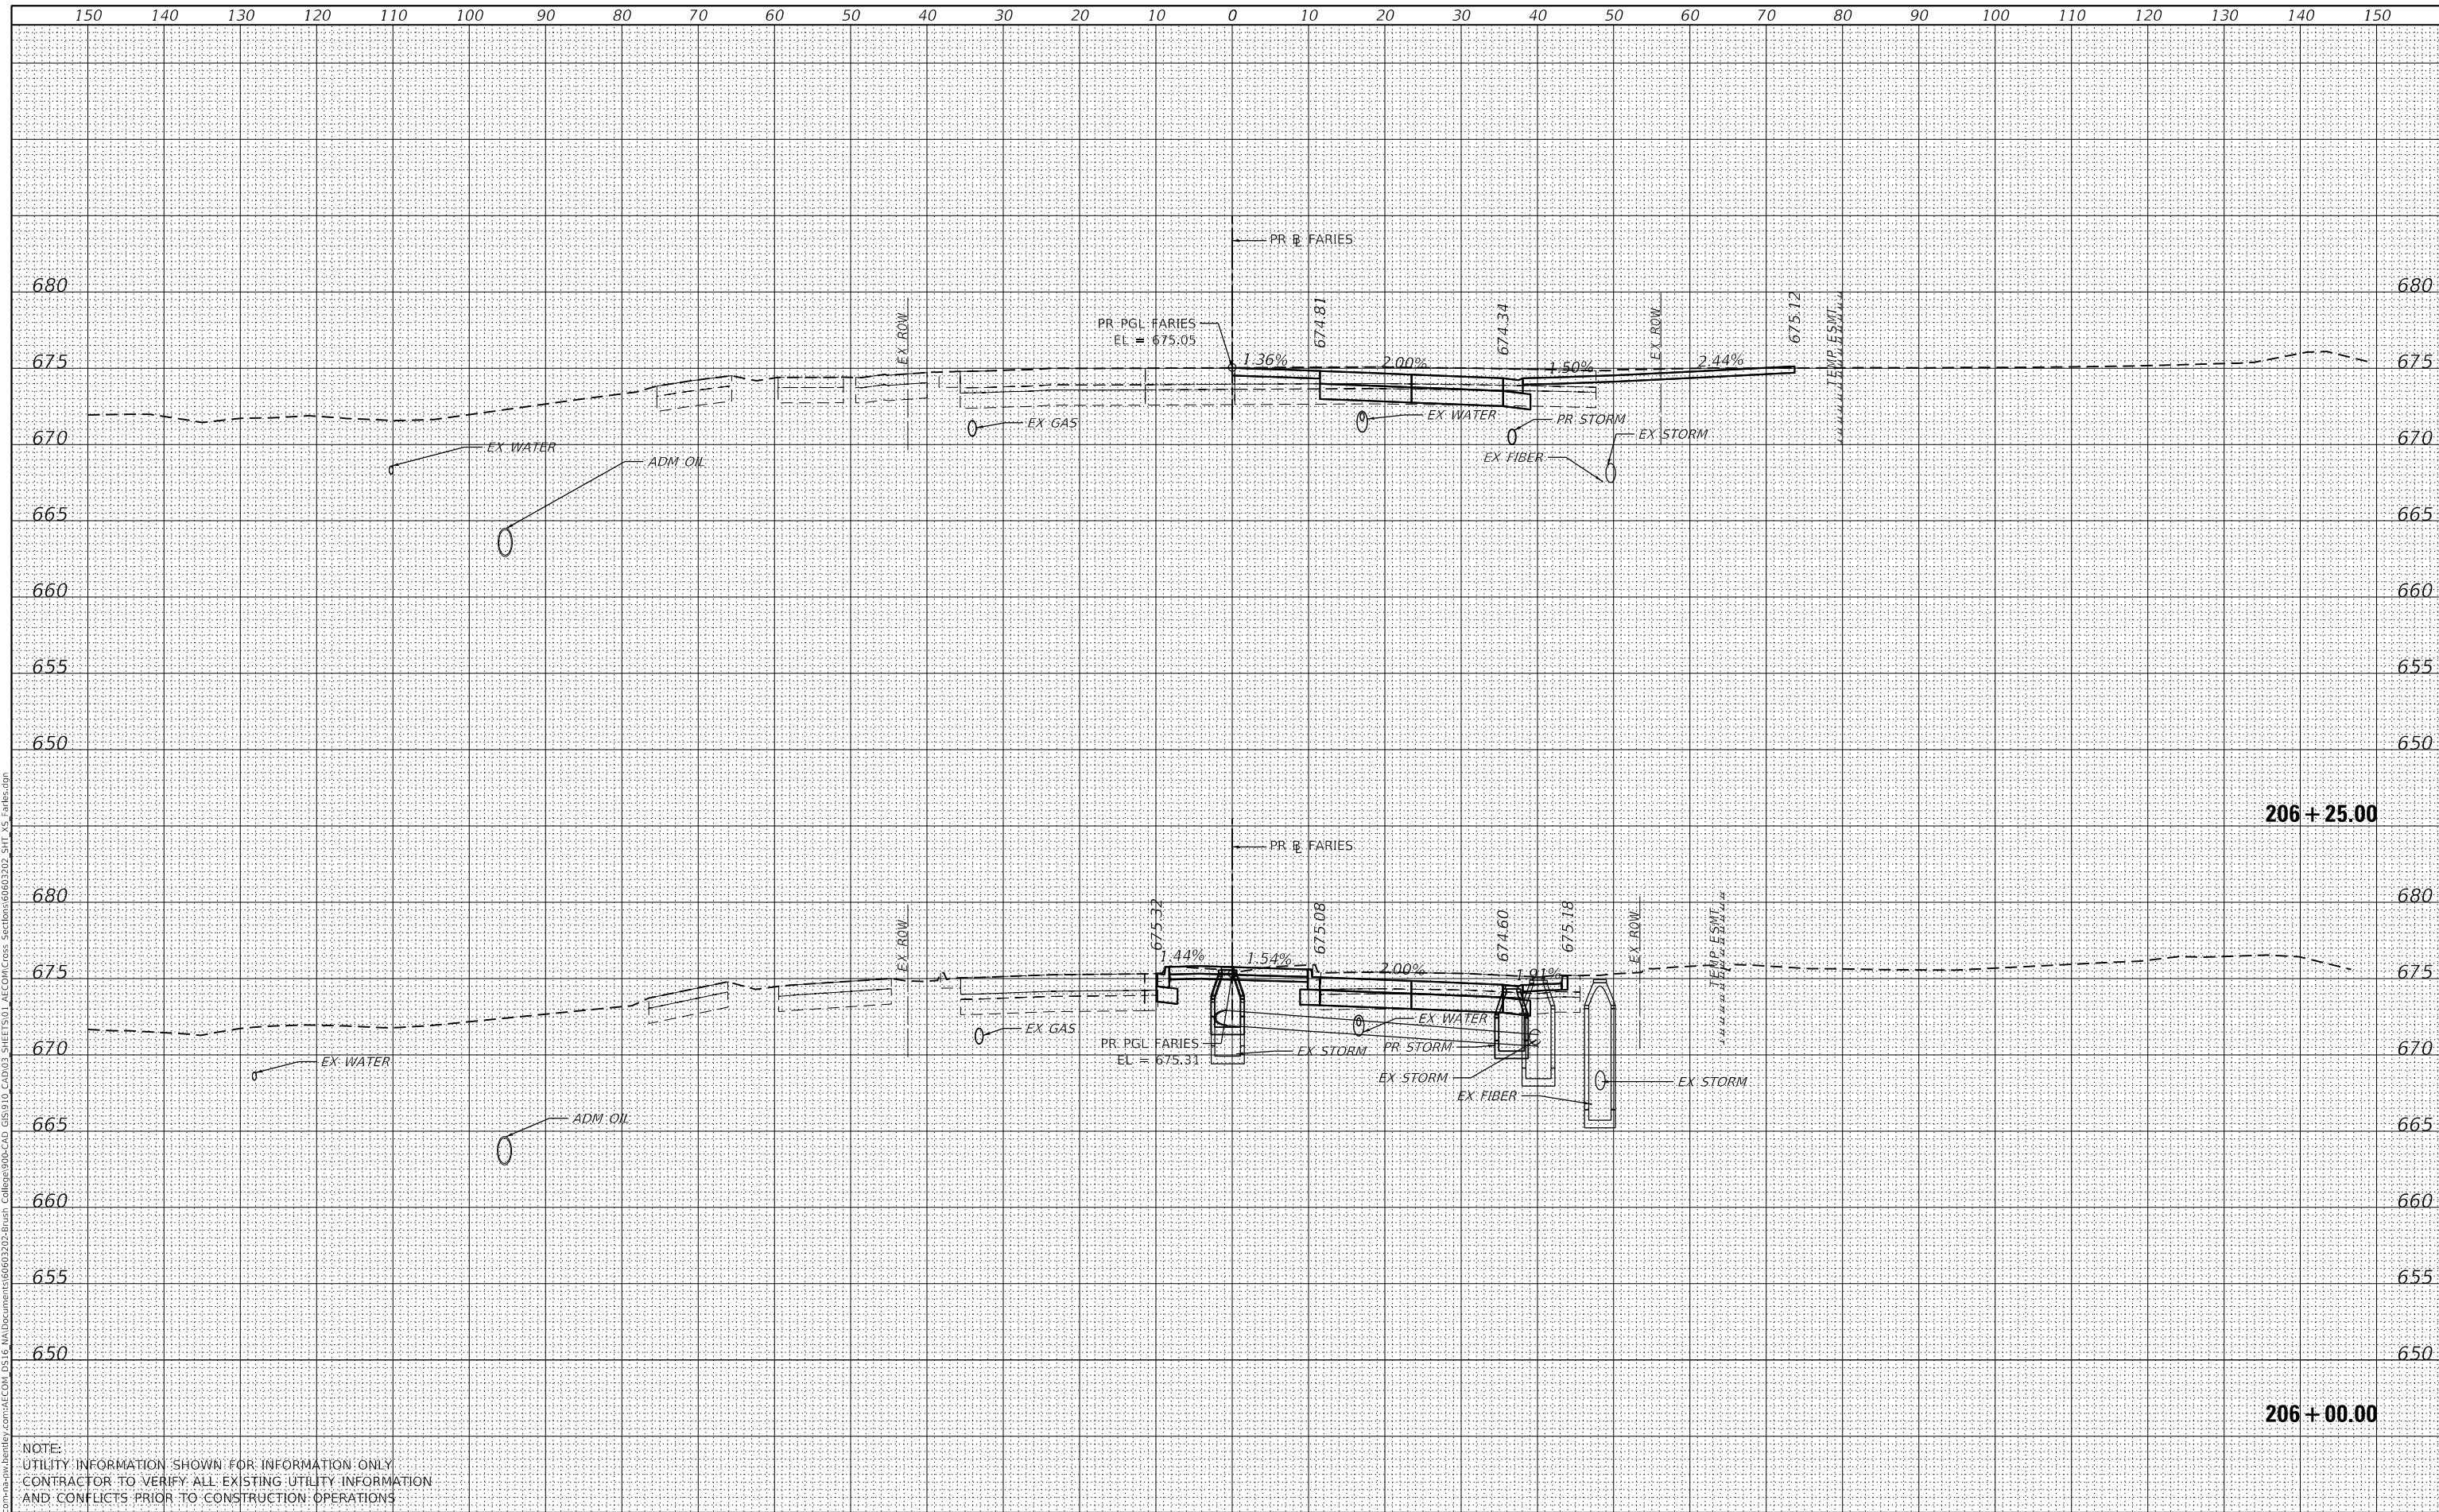 150 140 130 120 110 100 90 80 70 60 50 40 30 20 10 0 10 20 30 40 50 60 70 80 90 100 110 120 130 140 150
PR ℄ FARIES
680 680
EX ROW
PR PGL FARIES
EL = 675.05
674.81
674.34
EX ROW
675.12
TEMP ESMT
675 1.36% 2.00% 1.50% 2.44% 675
EX GAS
EX WATER
PR STORM
EX STORM
670 670
EX WATER
ADM OIL
EX FIBER
665 665
660 660
655 655
650 650
206 + 25.00
PR ℄ FARIES
680 680
EX ROW
675.32
675.08
674.60
675.18
EX ROW
TEMP ESMT
675 1.44% 1.54% 2.00% 1.91% 675
EX GAS
EX WATER
PR PGL FARIES
EL = 675.31
EX STORM
PR STORM
670 670
EX WATER
EX STORM
EX STORM
EX FIBER
ADM OIL
665 665
660 660
655 655
650 650
206 + 00.00
NOTE:
UTILITY INFORMATION SHOWN FOR INFORMATION ONLY
CONTRACTOR TO VERIFY ALL EXISTING UTILITY INFORMATION
AND CONFLICTS PRIOR TO CONSTRUCTION OPERATIONS